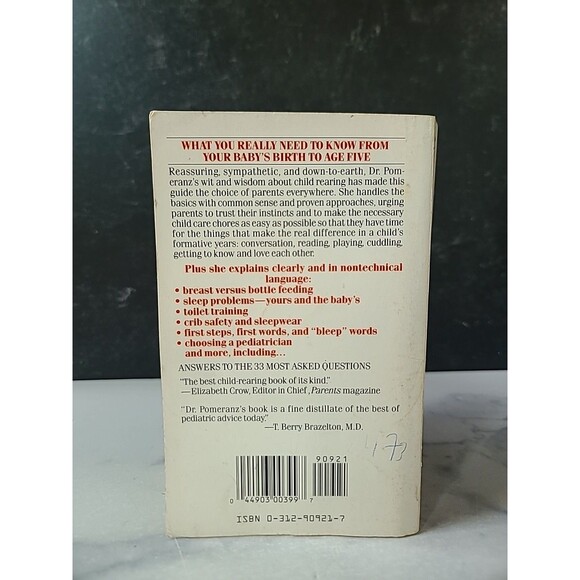 WHAT YOU REALLY NEED TO KNOW FROM
YOUR BABY'S BIRTH TO AGE FIVE
Reassuring, sympathetic, and down-to-earth, Dr. Pom-
eranz's wit and wisdom about child rearing has made this
guide the choice of parents everywhere. She handles the
basics with common sense and proven approaches, urging
parents to trust their instincts and to make the necessary
child care chores as easy as possible so that they have time
for the things that make the real difference in a child's
formative years: conversation, reading, playing, cuddling,
getting to know and love each other.
Plus she explains clearly and in nontechnical
language:
• breast versus bottle feeding
• sleep problems—yours and the baby's
• toilet training
• crib safety and sleepwear
• first steps, first words, and "bleep" words
• choosing a pediatrician
and more, including...
ANSWERS TO THE 33 MOST ASKED QUESTIONS
"The best child-rearing book of its kind."
—Elizabeth Crow, Editor in Chief, Parents magazine
"Dr. Pomeranz's book is a fine distillate of the best of
pediatric advice today."
—T. Berry Brazelton, M.D.
90921
0 44903 00399 7
ISBN 0-312-90921-7